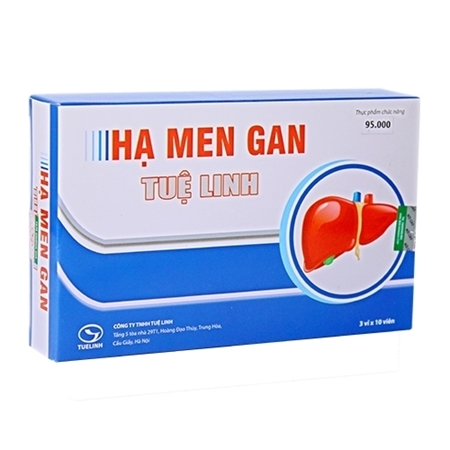 Thực phẩm chức năng
95.000
HẠ MEN GAN
TUỆ LINH
HẠ MEN GAN
TUỆ LINH
CÔNG TY TNHH TUỆ LINH
Tầng 5 tòa nhà 29T1, Hoàng Đạo Thúy, Trung Hòa,
Cầu Giấy, Hà Nội
TUELINH
3 vỉ x 10 viên